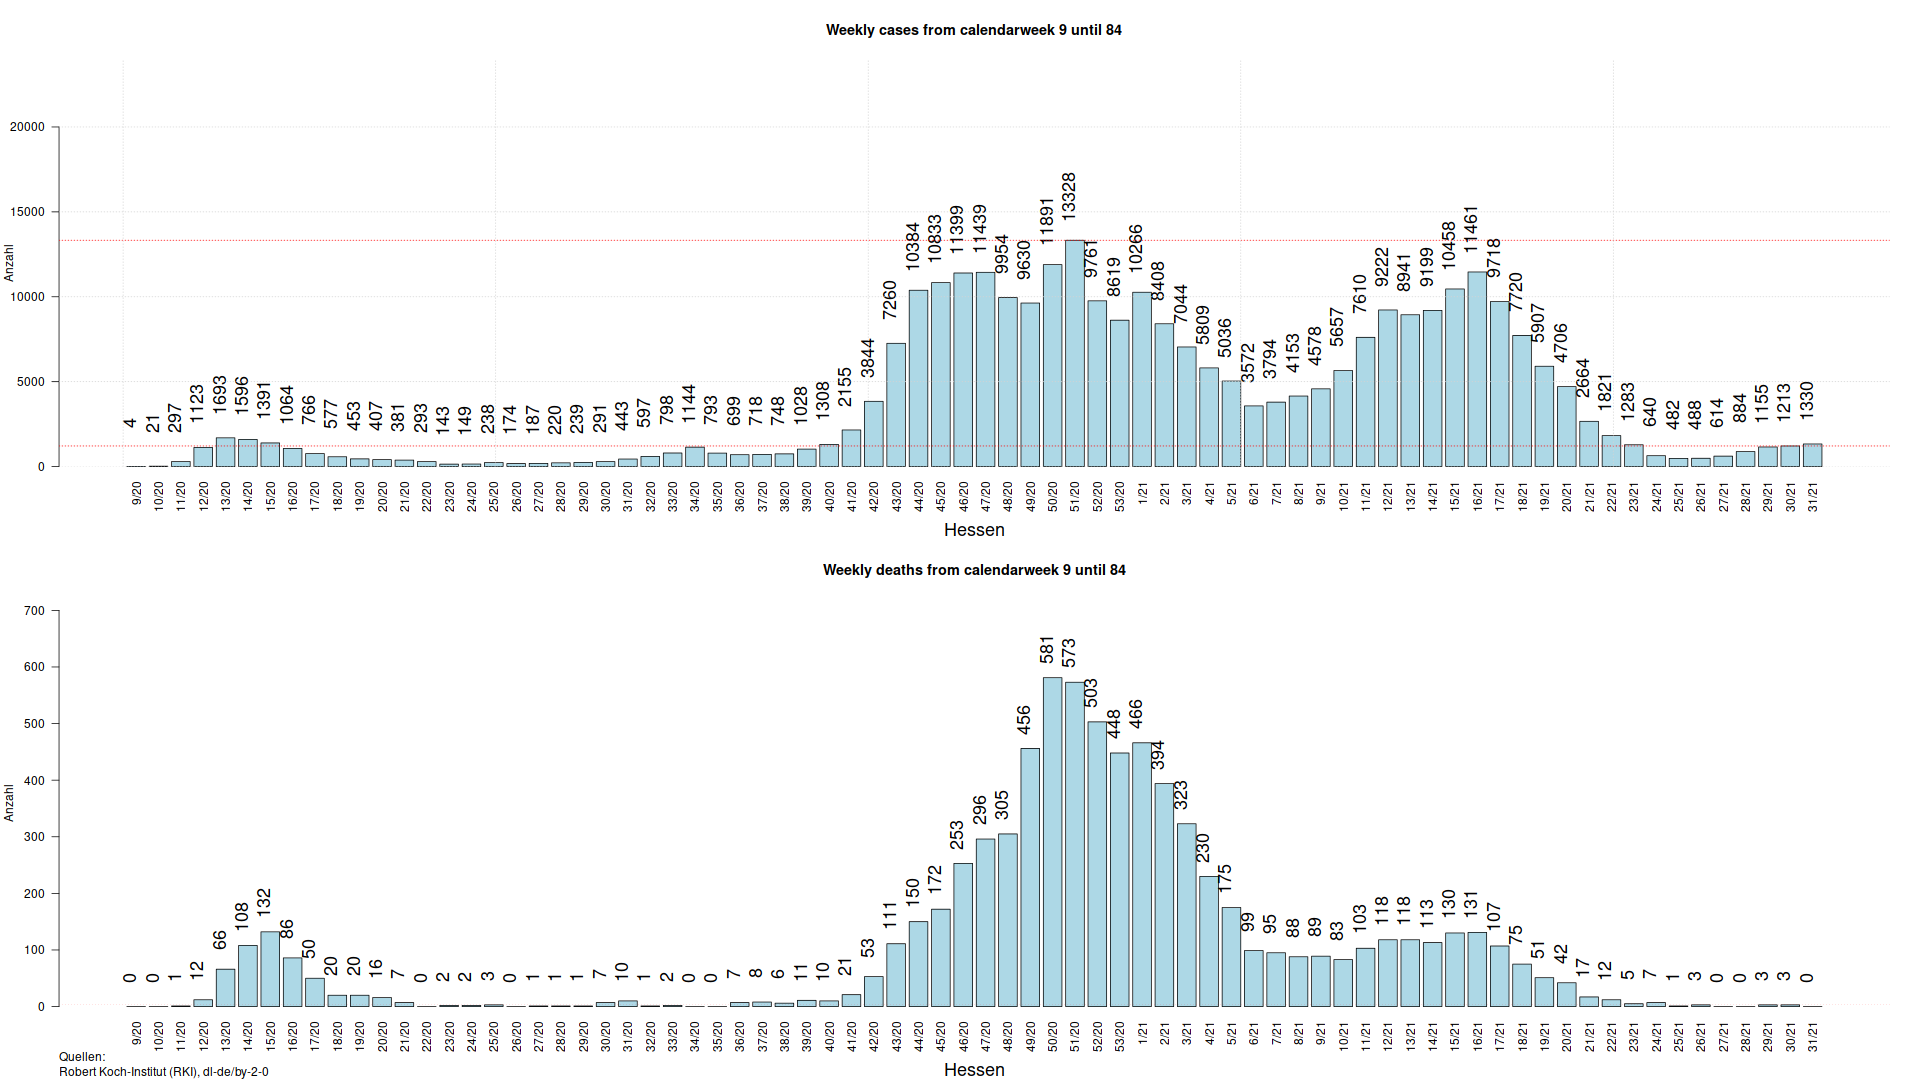 Weekly cases from calendarweek 9 until 84
Anzahl
20000
15000
10000
5000
0
4 21 297 1123 1693 1596 1391 1064 766 577 453 407 381 293 143 149 238 174 187 220 239 291 443 597 798 1144 793 699 718 748 1028 1308 2155 3844 7260 10384 10833 11399 11439 9954 9630 11891 13328 9761 8619 10266 8408 7044 5809 5036 3572 3794 4153 4578 5657 7610 9222 8941 9199 10458 11461 9718 7720 5907 4706 2664 1821 1283 640 482 488 614 884 1155 1213 1330
9/20 10/20 11/20 12/20 13/20 14/20 15/20 16/20 17/20 18/20 19/20 20/20 21/20 22/20 23/20 24/20 25/20 26/20 27/20 28/20 29/20 30/20 31/20 32/20 33/20 34/20 35/20 36/20 37/20 38/20 39/20 40/20 41/20 42/20 43/20 44/20 45/20 46/20 47/20 48/20 49/20 50/20 51/20 52/20 53/20 1/21 2/21 3/21 4/21 5/21 6/21 7/21 8/21 9/21 10/21 11/21 12/21 13/21 14/21 15/21 16/21 17/21 18/21 19/21 20/21 21/21 22/21 23/21 24/21 25/21 26/21 27/21 28/21 29/21 30/21 31/21
Hessen
Weekly deaths from calendarweek 9 until 84
Anzahl
700
600
500
400
300
200
100
0
0 0 1 12 66 108 132 86 50 20 20 16 7 0 2 2 3 0 1 1 1 7 10 1 2 0 0 7 8 6 11 10 21 53 111 150 172 253 296 305 456 581 573 503 448 466 394 323 230 175 99 95 88 89 83 103 118 118 113 130 131 107 75 51 42 17 12 5 7 1 3 0 0 3 3 0
9/20 10/20 11/20 12/20 13/20 14/20 15/20 16/20 17/20 18/20 19/20 20/20 21/20 22/20 23/20 24/20 25/20 26/20 27/20 28/20 29/20 30/20 31/20 32/20 33/20 34/20 35/20 36/20 37/20 38/20 39/20 40/20 41/20 42/20 43/20 44/20 45/20 46/20 47/20 48/20 49/20 50/20 51/20 52/20 53/20 1/21 2/21 3/21 4/21 5/21 6/21 7/21 8/21 9/21 10/21 11/21 12/21 13/21 14/21 15/21 16/21 17/21 18/21 19/21 20/21 21/21 22/21 23/21 24/21 25/21 26/21 27/21 28/21 29/21 30/21 31/21
Hessen
Quellen:
Robert Koch-Institut (RKI), dl-de/by-2-0